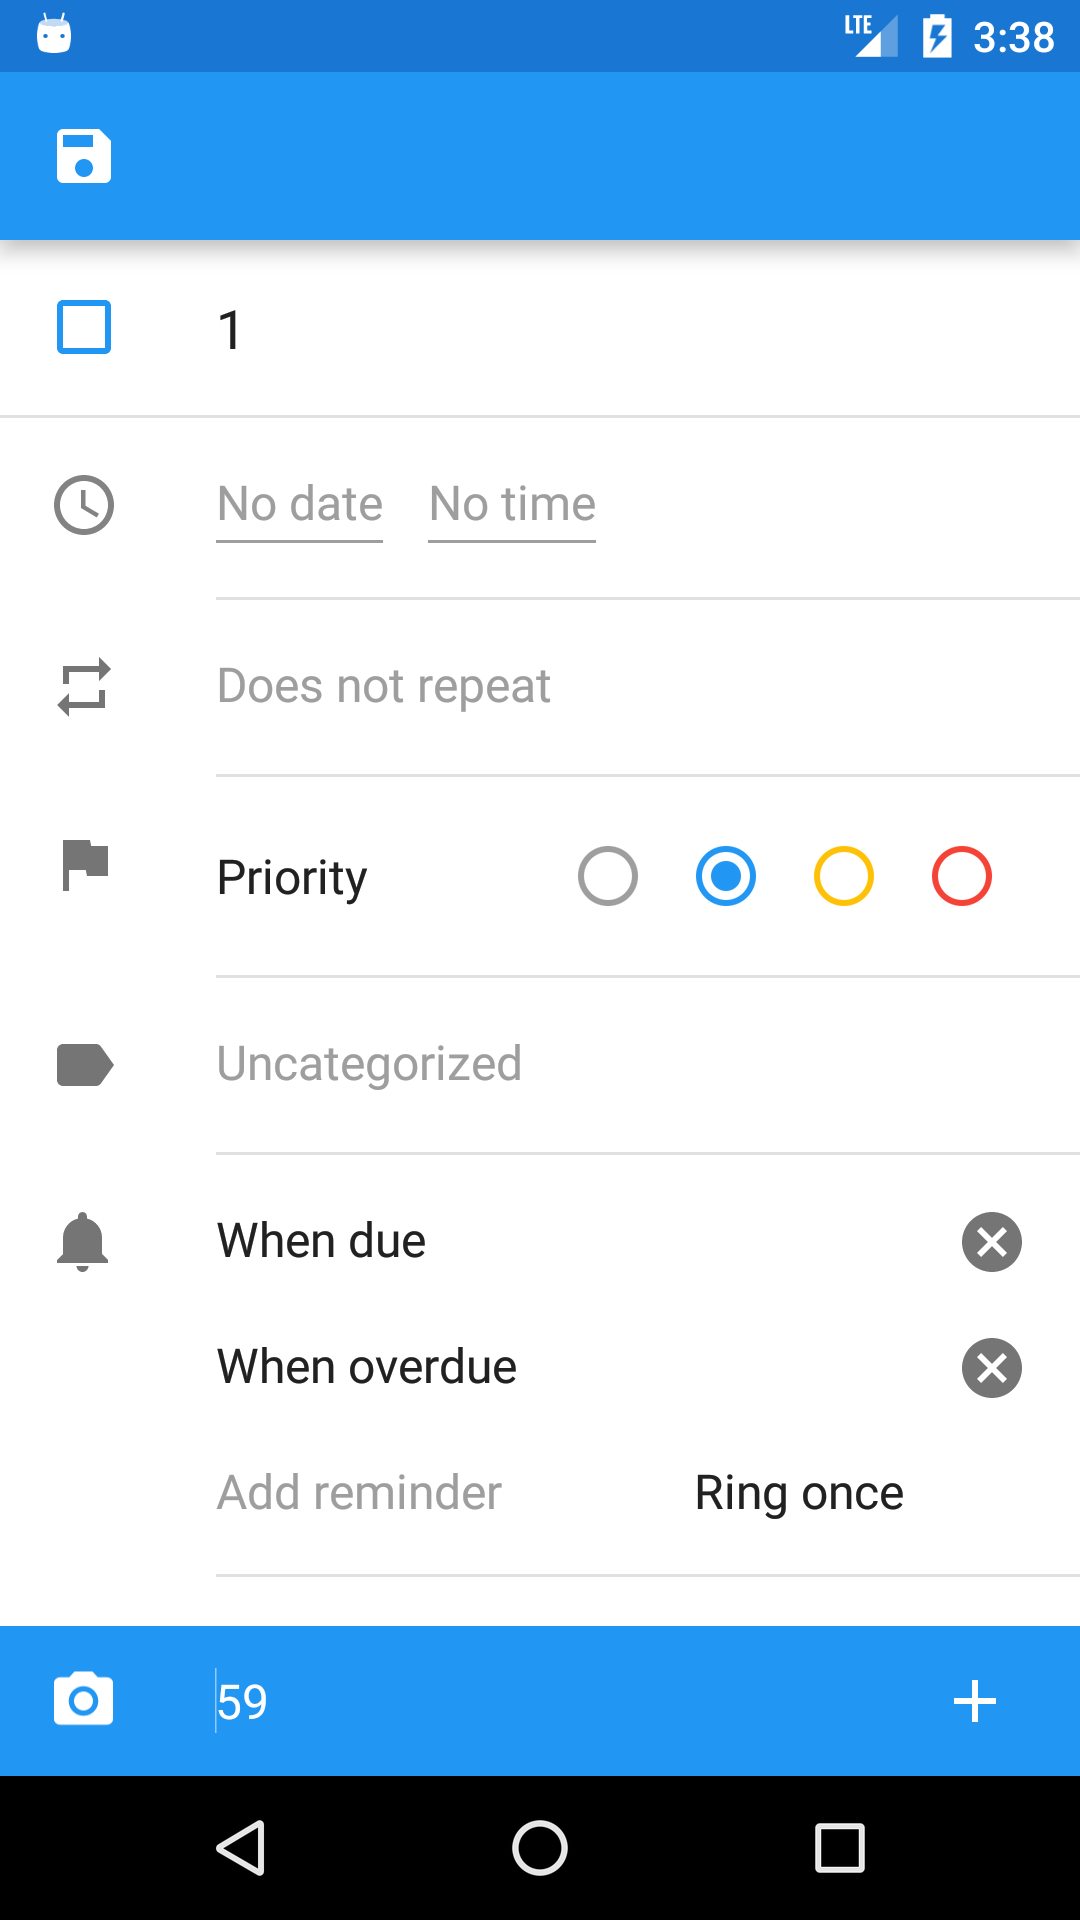 LTE 3:38
1
No date No time
Does not repeat
Priority
Uncategorized
When due
When overdue
Add reminder Ring once
59